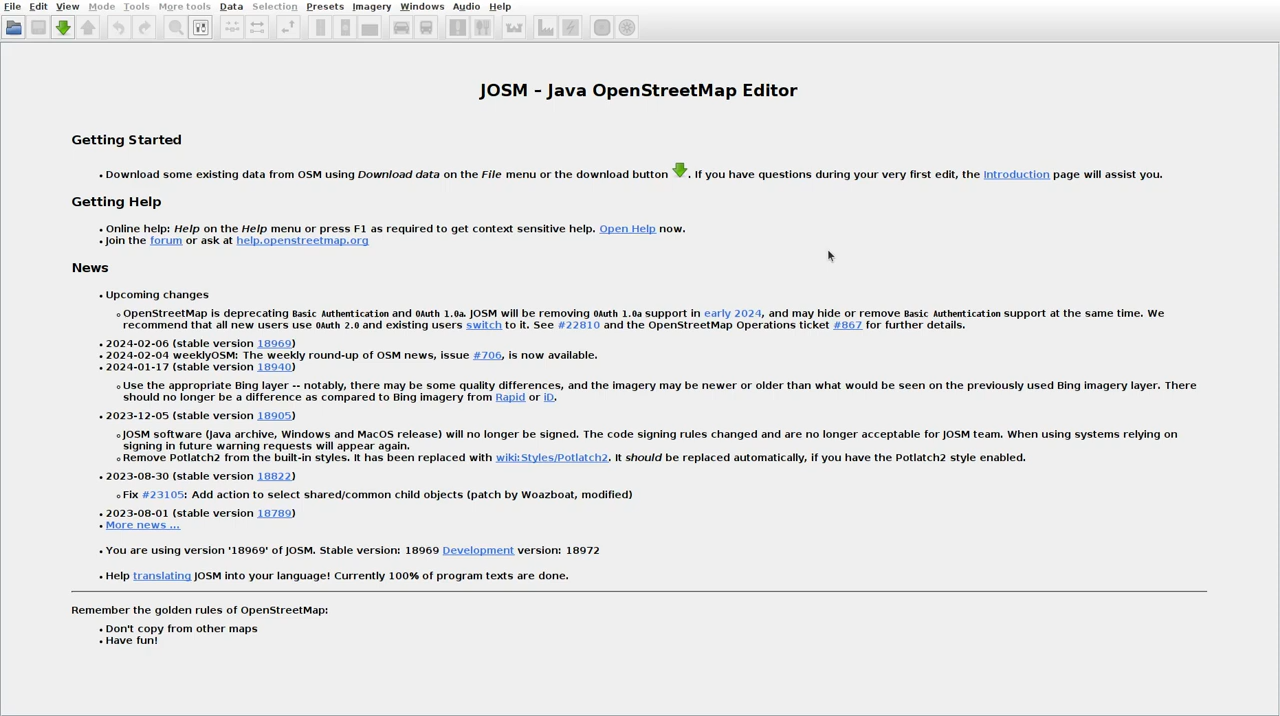 File Edit View Mode Tools More tools Data Selection Presets Imagery Windows Audio Help
JOSM – Java OpenStreetMap Editor
Getting Started
Download some existing data from OSM using Download data on the File menu or the download button . If you have questions during your very first edit, the Introduction page will assist you.
Getting Help
Online help: Help on the Help menu or press F1 as required to get context sensitive help. Open Help now.
Join the forum or ask at help.openstreetmap.org
News
Upcoming changes
OpenStreetMap is deprecating Basic Authentication and OAuth 1.0a. JOSM will be removing OAuth 1.0a support in early 2024, and may hide or remove Basic Authentication support at the same time. We
recommend that all new users use OAuth 2.0 and existing users switch to it. See #22810 and the OpenStreetMap Operations ticket #867 for further details.
2024-02-06 (stable version 18969)
2024-02-04 weeklyOSM: The weekly round-up of OSM news, issue #706, is now available.
2024-01-17 (stable version 18940)
Use the appropriate Bing layer -- notably, there may be some quality differences, and the imagery may be newer or older than what would be seen on the previously used Bing imagery layer. There
should no longer be a difference as compared to Bing imagery from Rapid or iD.
2023-12-05 (stable version 18905)
JOSM software (Java archive, Windows and MacOS release) will no longer be signed. The code signing rules changed and are no longer acceptable for JOSM team. When using systems relying on
signing in future warning requests will appear again.
Remove Potlatch2 from the built-in styles. It has been replaced with wiki:Styles/Potlatch2. It should be replaced automatically, if you have the Potlatch2 style enabled.
2023-08-30 (stable version 18822)
Fix #23105: Add action to select shared/common child objects (patch by Woazboat, modified)
2023-08-01 (stable version 18789)
More news ...
You are using version '18969' of JOSM. Stable version: 18969 Development version: 18972
Help translating JOSM into your language! Currently 100% of program texts are done.
Remember the golden rules of OpenStreetMap:
Don't copy from other maps
Have fun!